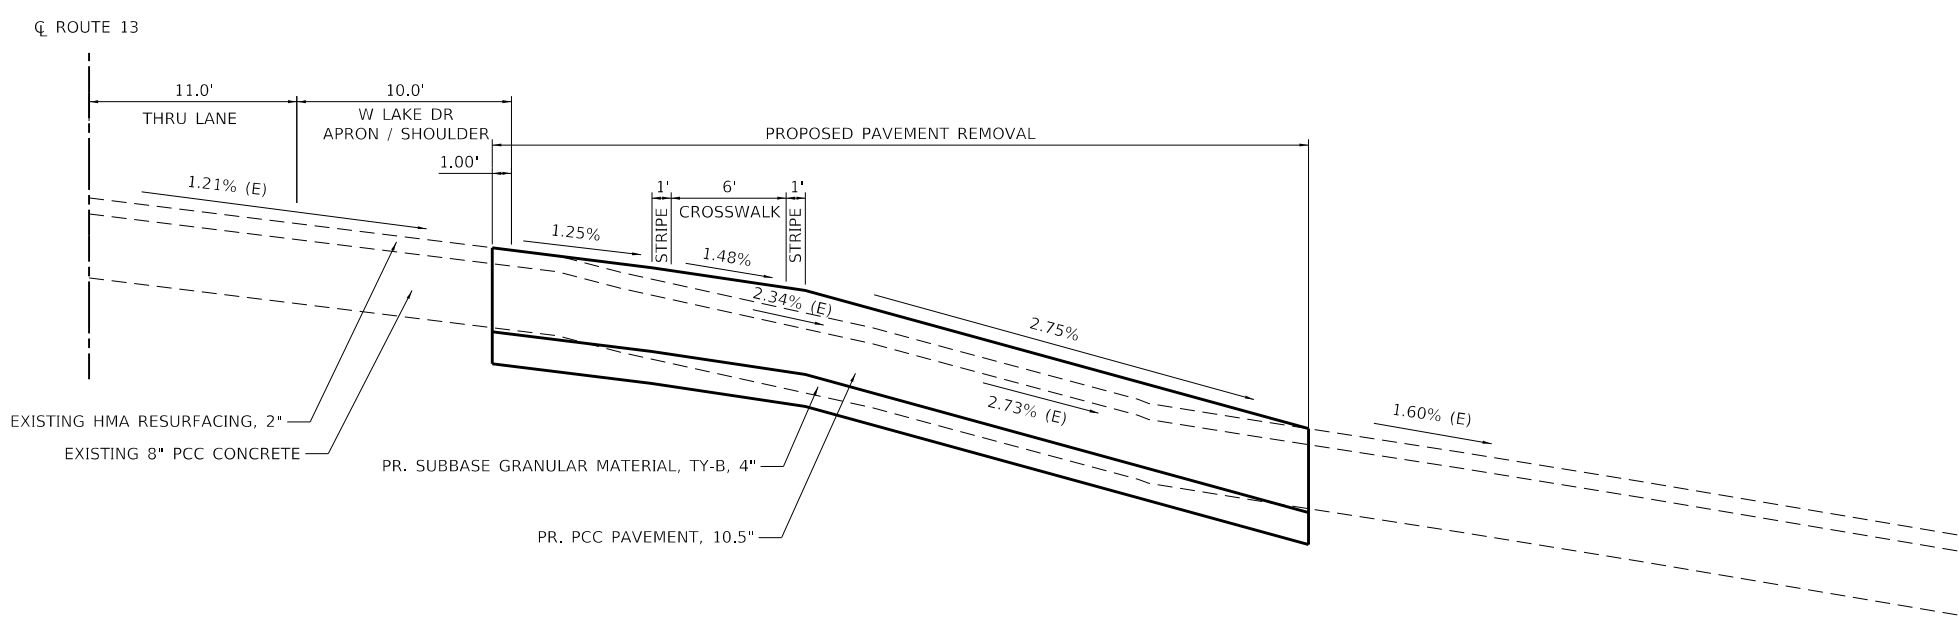 ℄ ROUTE 13
11.0'
THRU LANE
10.0'
W LAKE DR
APRON / SHOULDER
PROPOSED PAVEMENT REMOVAL
1.00'
1.21% (E)
1'
6'
1'
STRIPE
CROSSWALK
STRIPE
1.25%
1.48%
2.34% (E)
2.75%
2.73% (E)
1.60% (E)
EXISTING HMA RESURFACING, 2"
EXISTING 8" PCC CONCRETE
PR. SUBBASE GRANULAR MATERIAL, TY-B, 4"
PR. PCC PAVEMENT, 10.5"